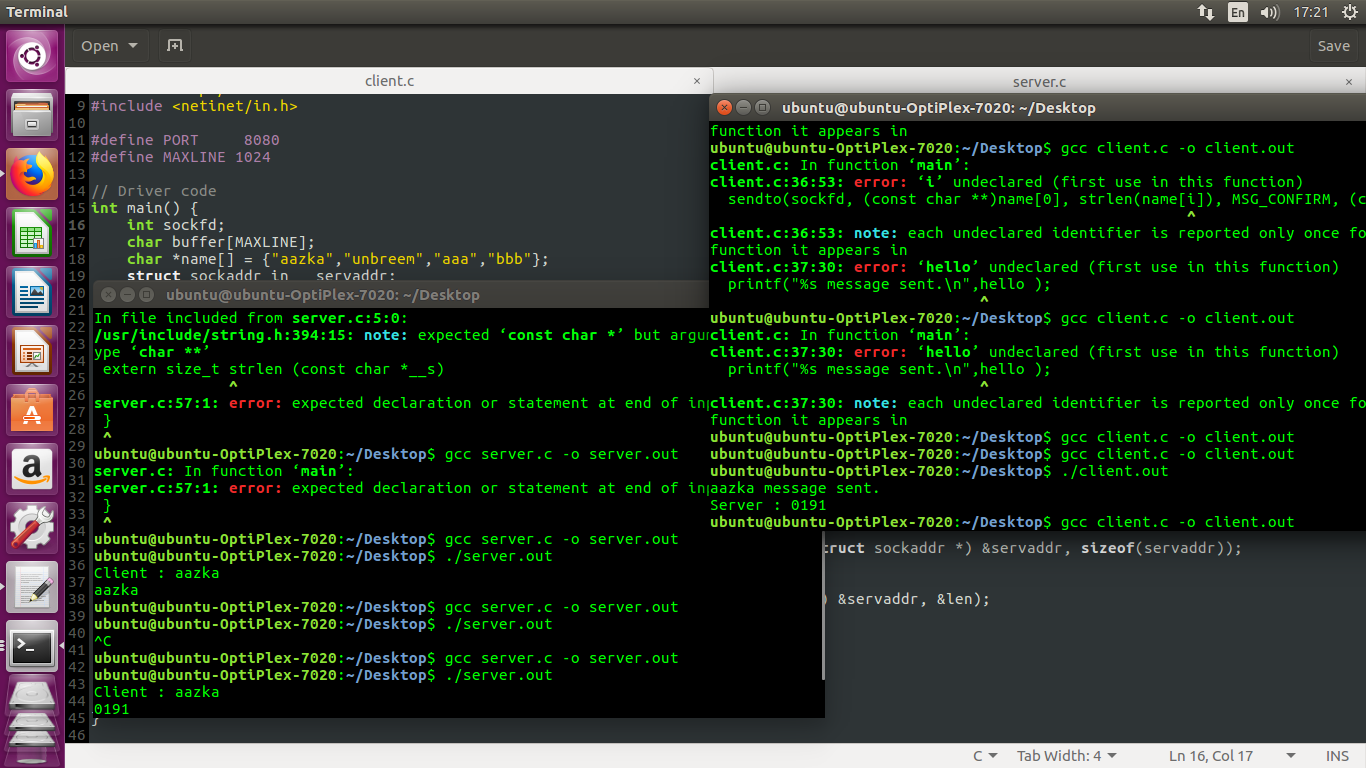 Terminal
En
17:21
Open
Save
client.c ×
server.c ×
9 #include <netinet/in.h>
10
11 #define PORT     8080
12 #define MAXLINE 1024
13
14 // Driver code
15 int main() {
16     int sockfd;
17     char buffer[MAXLINE];
18     char *name[] = {"aazka","unbreem","aaa","bbb"};
19     struct sockaddr_in   servaddr;
20
21
22
23
24
25
26
27
28
29
30
31
32
33
34
35 truct sockaddr *) &servaddr, sizeof(servaddr));
36
37
38 ) &servaddr, &len);
39
40
41
42
43
44
45 }
46
ubuntu@ubuntu-OptiPlex-7020: ~/Desktop
In file included from server.c:5:0:
/usr/include/string.h:394:15: note: expected ‘const char *’ but argu
ype ‘char **’
 extern size_t strlen (const char *__s)
               ^
server.c:57:1: error: expected declaration or statement at end of inp
 }
 ^
ubuntu@ubuntu-OptiPlex-7020:~/Desktop$ gcc server.c -o server.out
server.c: In function ‘main’:
server.c:57:1: error: expected declaration or statement at end of inp
 }
 ^
ubuntu@ubuntu-OptiPlex-7020:~/Desktop$ gcc server.c -o server.out
ubuntu@ubuntu-OptiPlex-7020:~/Desktop$ ./server.out
Client : aazka
aazka
ubuntu@ubuntu-OptiPlex-7020:~/Desktop$ gcc server.c -o server.out
ubuntu@ubuntu-OptiPlex-7020:~/Desktop$ ./server.out
^C
ubuntu@ubuntu-OptiPlex-7020:~/Desktop$ gcc server.c -o server.out
ubuntu@ubuntu-OptiPlex-7020:~/Desktop$ ./server.out
Client : aazka
0191
ubuntu@ubuntu-OptiPlex-7020: ~/Desktop
function it appears in
ubuntu@ubuntu-OptiPlex-7020:~/Desktop$ gcc client.c -o client.out
client.c: In function ‘main’:
client.c:36:53: error: ‘i’ undeclared (first use in this function)
  sendto(sockfd, (const char **)name[0], strlen(name[i]), MSG_CONFIRM, (c
                                                     ^
client.c:36:53: note: each undeclared identifier is reported only once fo
function it appears in
client.c:37:30: error: ‘hello’ undeclared (first use in this function)
  printf("%s message sent.\n",hello );
                              ^
ubuntu@ubuntu-OptiPlex-7020:~/Desktop$ gcc client.c -o client.out
client.c: In function ‘main’:
client.c:37:30: error: ‘hello’ undeclared (first use in this function)
  printf("%s message sent.\n",hello );
                              ^
client.c:37:30: note: each undeclared identifier is reported only once fo
function it appears in
ubuntu@ubuntu-OptiPlex-7020:~/Desktop$ gcc client.c -o client.out
ubuntu@ubuntu-OptiPlex-7020:~/Desktop$ gcc client.c -o client.out
ubuntu@ubuntu-OptiPlex-7020:~/Desktop$ ./client.out
aazka message sent.
Server : 0191
ubuntu@ubuntu-OptiPlex-7020:~/Desktop$ gcc client.c -o client.out
C
Tab Width: 4
Ln 16, Col 17
INS